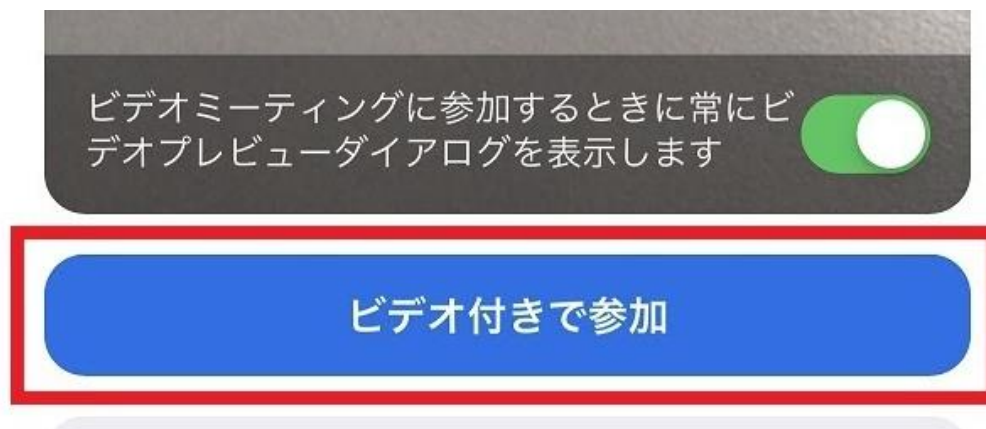 ビデオミーティングに参加するときに常にビ
デオプレビューダイアログを表示します
ビデオ付きで参加